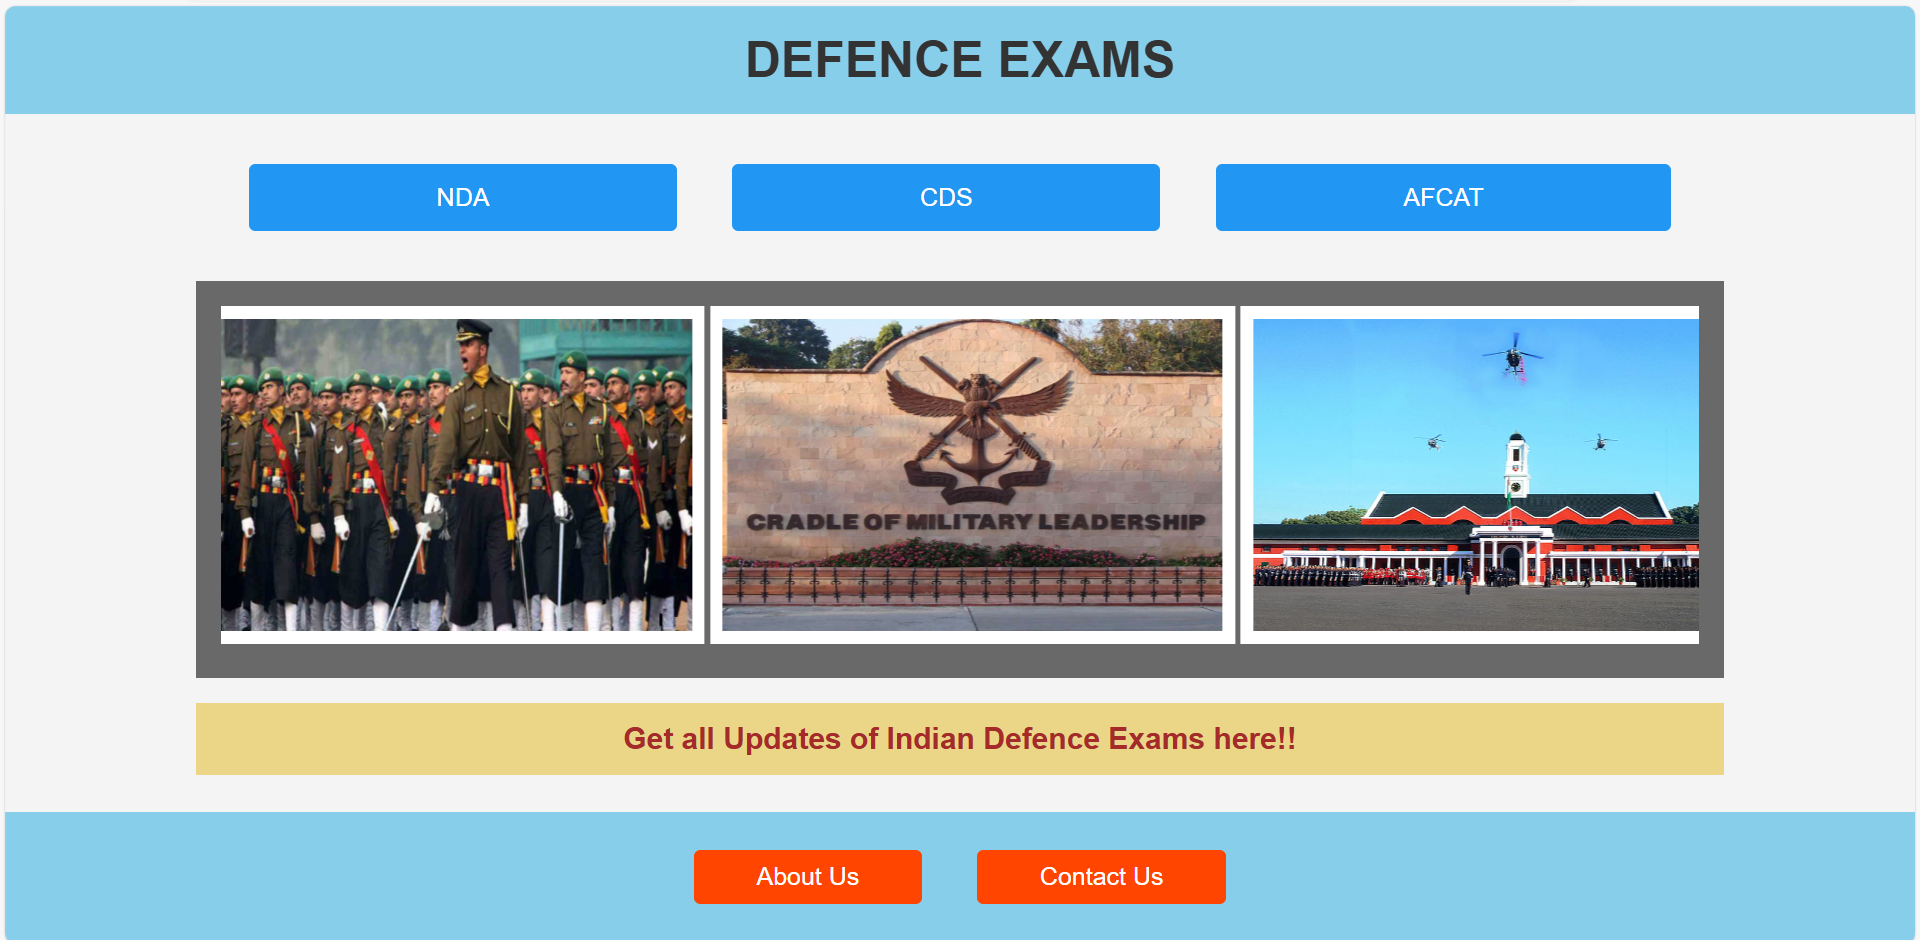 DEFENCE EXAMS
NDA
CDS
AFCAT
CRADLE OF MILITARY LEADERSHIP
Get all Updates of Indian Defence Exams here!!
About Us
Contact Us